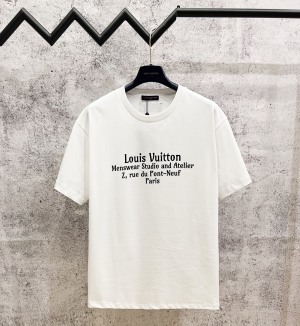 Louis Vuitton
Menswear Studio and Atelier
2, rue du Pont-Neuf
Paris